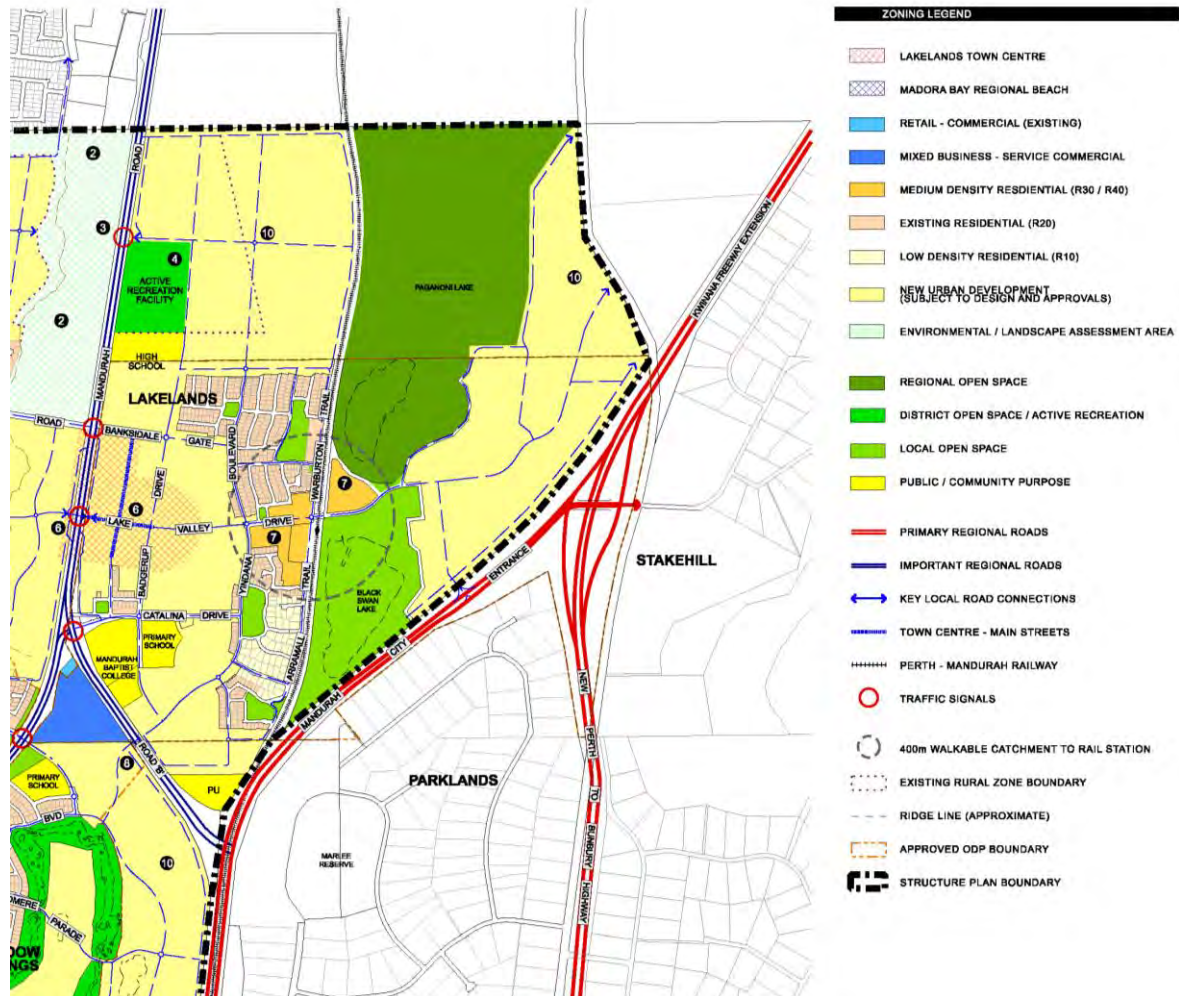 ZONING LEGEND
LAKELANDS TOWN CENTRE
MADORA BAY REGIONAL BEACH
RETAIL - COMMERCIAL (EXISTING)
MIXED BUSINESS - SERVICE COMMERCIAL
MEDIUM DENSITY RESDIENTIAL (R30 / R40)
EXISTING RESIDENTIAL (R20)
LOW DENSITY RESIDENTIAL (R10)
NEW URBAN DEVELOPMENT
(SUBJECT TO DESIGN AND APPROVALS)
ENVIRONMENTAL / LANDSCAPE ASSESSMENT AREA
REGIONAL OPEN SPACE
DISTRICT OPEN SPACE / ACTIVE RECREATION
LOCAL OPEN SPACE
PUBLIC / COMMUNITY PURPOSE
PRIMARY REGIONAL ROADS
IMPORTANT REGIONAL ROADS
KEY LOCAL ROAD CONNECTIONS
TOWN CENTRE - MAIN STREETS
PERTH - MANDURAH RAILWAY
TRAFFIC SIGNALS
400m WALKABLE CATCHMENT TO RAIL STATION
EXISTING RURAL ZONE BOUNDARY
RIDGE LINE (APPROXIMATE)
APPROVED ODP BOUNDARY
STRUCTURE PLAN BOUNDARY
2
ROAD
3
10
4
ACTIVE
RECREATION
FACILITY
PAGANONI LAKE
10
KWINANA FREEWAY EXTENSION
2
MANDURAH
HIGH
SCHOOL
LAKELANDS
TRAIL
ROAD
BANKSIDALE
GATE
BOULEVARD
WARBURTON
DRIVE
7
6
6
LAKE
VALLEY
DRIVE
7
ENTRANCE
STAKEHILL
BADGERUP
YINDANA
TRAIL
BLACK
SWAN
LAKE
CATALINA
DRIVE
PRIMARY
SCHOOL
MANDURAH
BAPTIST
COLLEGE
ARRAMALL
CITY
MANDURAH
NEW
PERTH
TO
BUNBURY
HIGHWAY
ROAD 'B'
8
PRIMARY
SCHOOL
PU
PARKLANDS
BVD
10
MARLEE
RESERVE
OMERE
PARADE
DOW
NGS